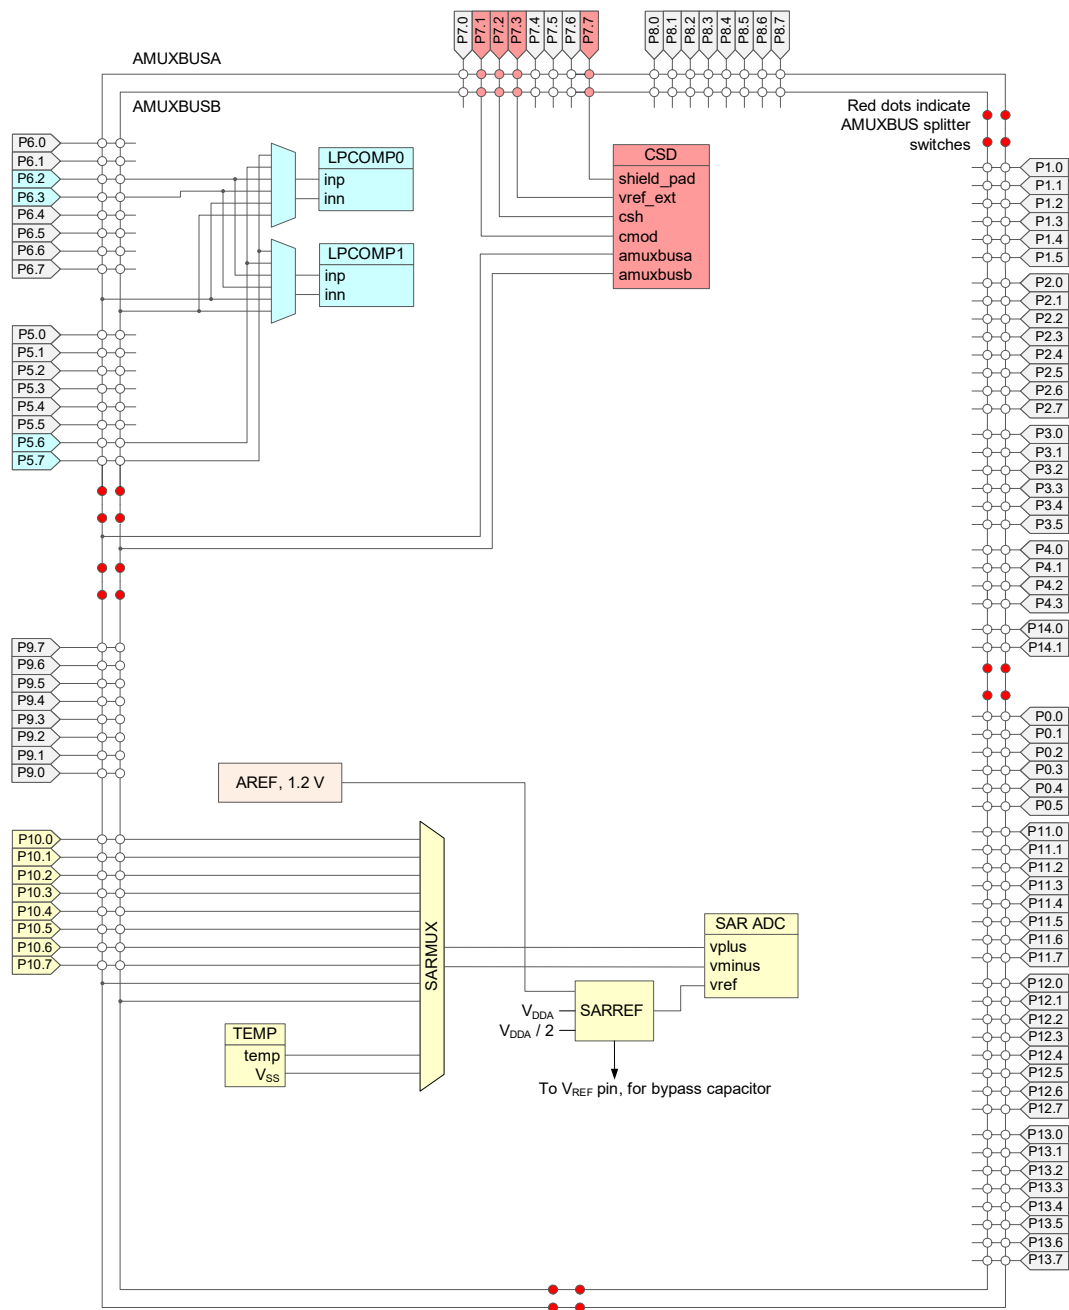 P7.0
P7.1
P7.2
P7.3
P7.4
P7.5
P7.6
P7.7
P8.0
P8.1
P8.2
P8.3
P8.4
P8.5
P8.6
P8.7
AMUXBUSA
AMUXBUSB
Red dots indicate
AMUXBUS splitter
switches
P6.0
P6.1
P6.2
P6.3
P6.4
P6.5
P6.6
P6.7
LPCOMP0
inp
inn
LPCOMP1
inp
inn
CSD
shield_pad
vref_ext
csh
cmod
amuxbusa
amuxbusb
P5.0
P5.1
P5.2
P5.3
P5.4
P5.5
P5.6
P5.7
P1.0
P1.1
P1.2
P1.3
P1.4
P1.5
P2.0
P2.1
P2.2
P2.3
P2.4
P2.5
P2.6
P2.7
P3.0
P3.1
P3.2
P3.3
P3.4
P3.5
P4.0
P4.1
P4.2
P4.3
P14.0
P14.1
P9.7
P9.6
P9.5
P9.4
P9.3
P9.2
P9.1
P9.0
AREF, 1.2 V
P10.0
P10.1
P10.2
P10.3
P10.4
P10.5
P10.6
P10.7
SARMUX
SAR ADC
vplus
vminus
vref
SARREF
VDDA
VDDA / 2
TEMP
temp
VSS
To VREF pin, for bypass capacitor
P0.0
P0.1
P0.2
P0.3
P0.4
P0.5
P11.0
P11.1
P11.2
P11.3
P11.4
P11.5
P11.6
P11.7
P12.0
P12.1
P12.2
P12.3
P12.4
P12.5
P12.6
P12.7
P13.0
P13.1
P13.2
P13.3
P13.4
P13.5
P13.6
P13.7